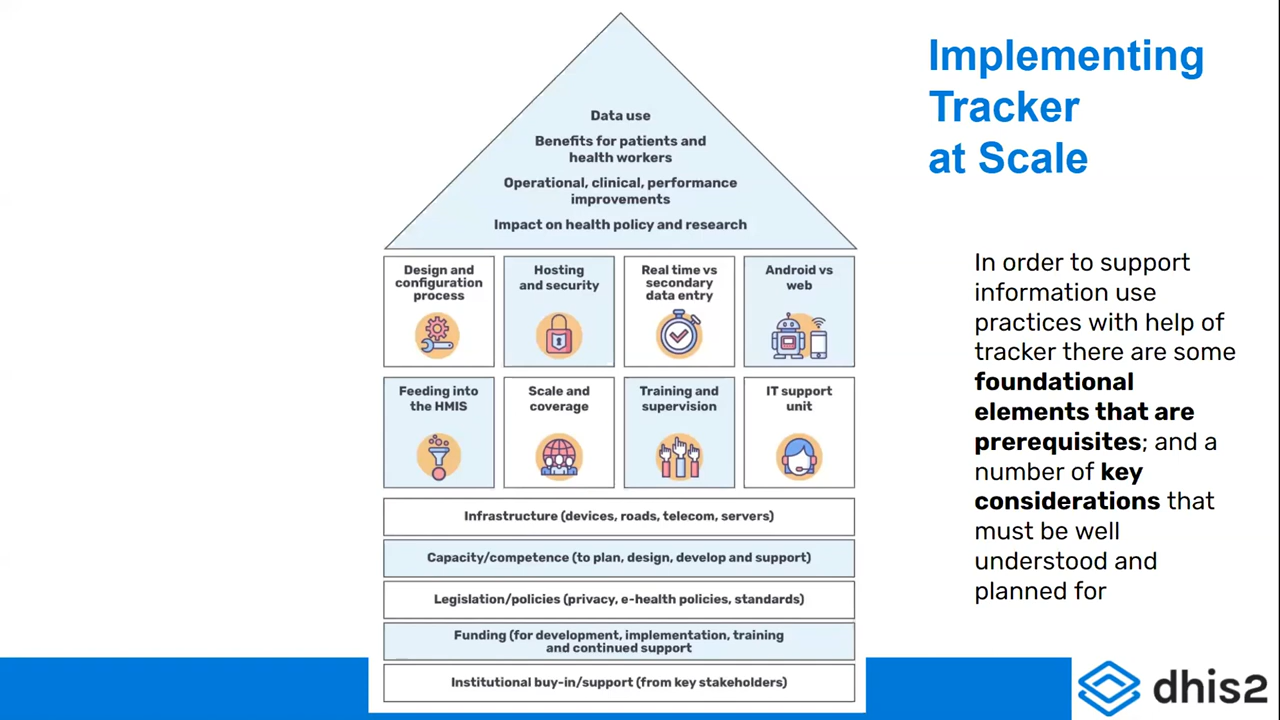 Implementing
Tracker
at Scale
Data use
Benefits for patients and
health workers
Operational, clinical, performance
improvements
Impact on health policy and research
Design and
configuration
process
Hosting
and security
Real time vs
secondary
data entry
Android vs
web
Feeding into
the HMIS
Scale and
coverage
Training and
supervision
IT support
unit
Infrastructure (devices, roads, telecom, servers)
Capacity/competence (to plan, design, develop and support)
Legislation/policies (privacy, e-health policies, standards)
Funding (for development, implementation, training
and continued support
Institutional buy-in/support (from key stakeholders)
In order to support
information use
practices with help of
tracker there are some
foundational
elements that are
prerequisites; and a
number of key
considerations that
must be well
understood and
planned for
dhis2